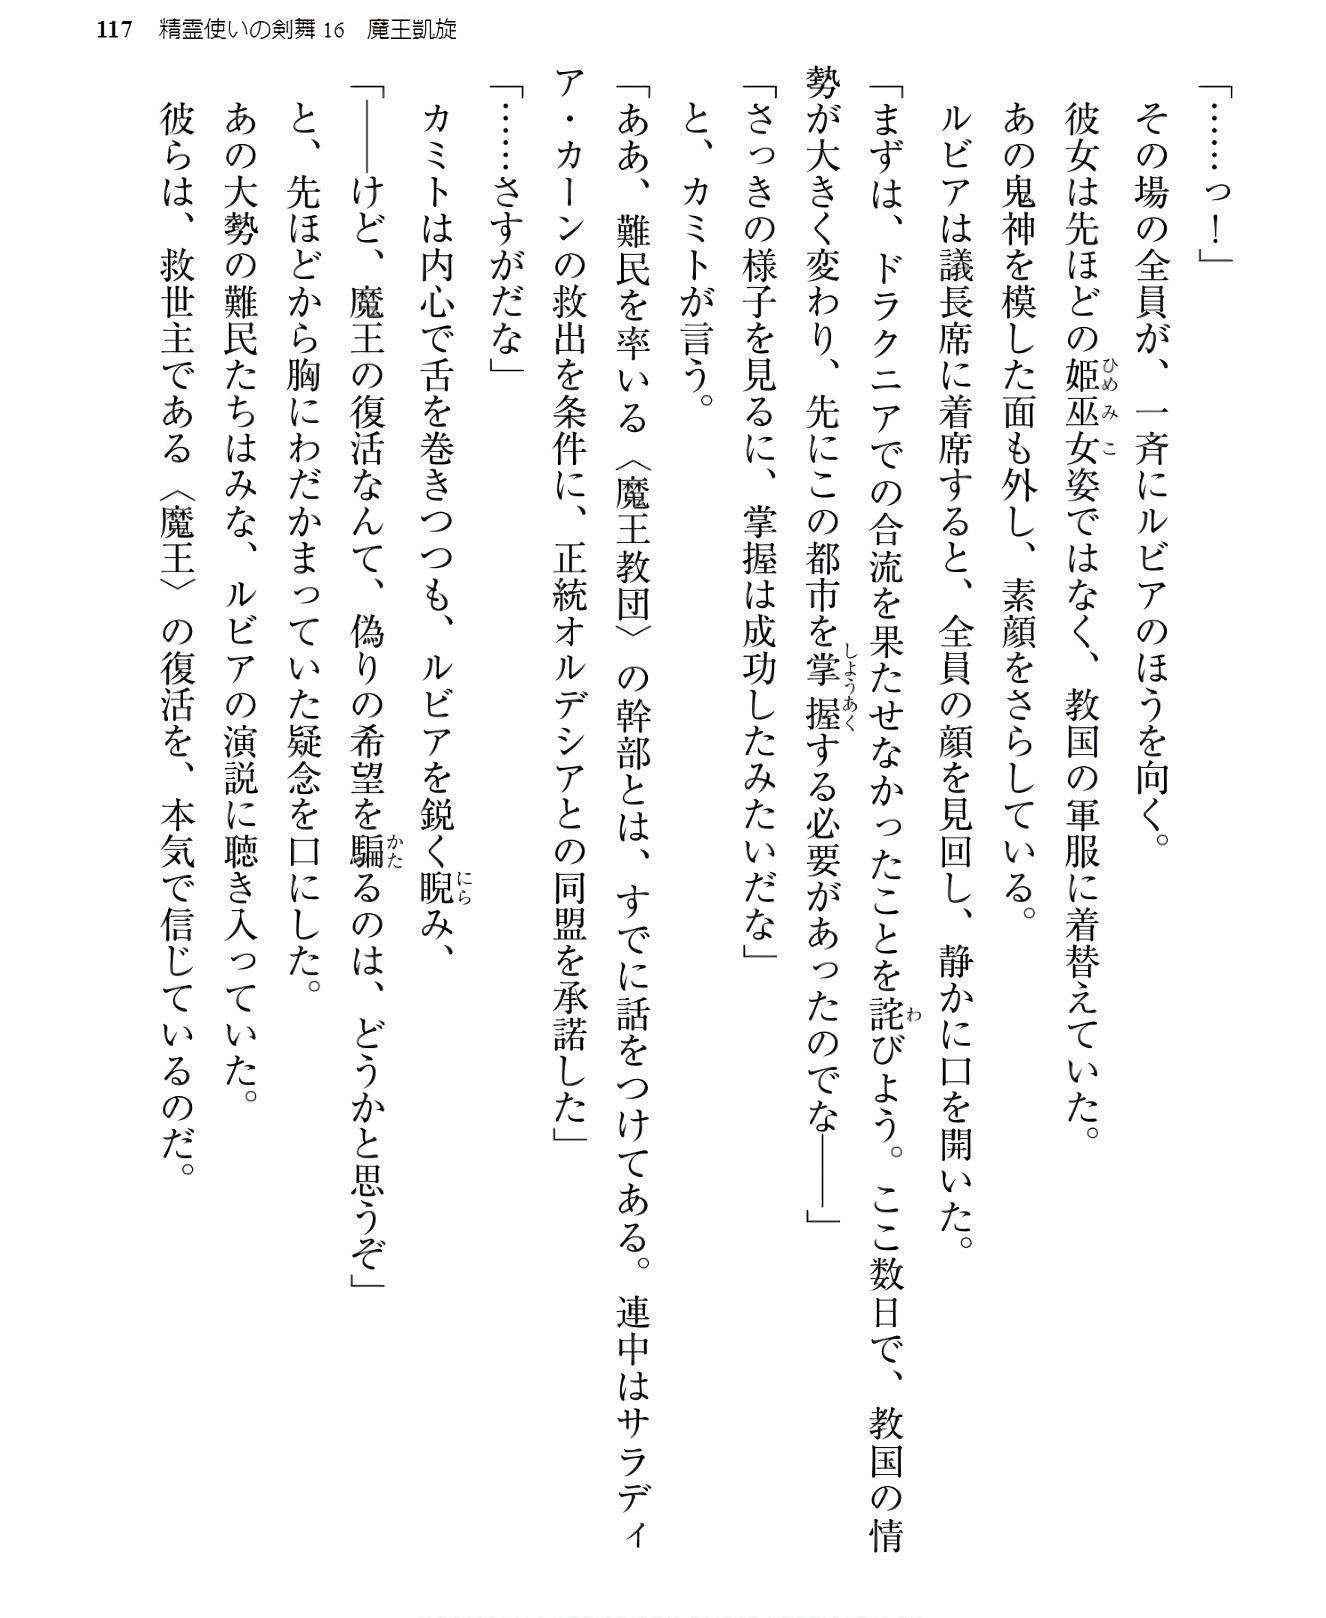 117 精霊使いの剣舞16 魔王凱旋
「……っ！」
その場の全員が、一斉にルビアのほうを向く。
彼女は先ほどの姫巫女姿ではなく、教国の軍服に着替えていた。
あの鬼神を模した面も外し、素顔をさらしている。
ルビアは議長席に着席すると、全員の顔を見回し、静かに口を開いた。
「まずは、ドラクニアでの合流を果たせなかったことを詫びよう。ここ数日で、教国の情
勢が大きく変わり、先にこの都市を掌握する必要があったのでな――」
「さっきの様子を見るに、掌握は成功したみたいだな」
と、カミトが言う。
「ああ、難民を率いる〈魔王教団〉の幹部とは、すでに話をつけてある。連中はサラディ
ア・カーンの救出を条件に、正統オルデシアとの同盟を承諾した」
「……さすがだな」
カミトは内心で舌を巻きつつも、ルビアを鋭く睨み、
「――けど、魔王の復活なんて、偽りの希望を騙るのは、どうかと思うぞ」
と、先ほどから胸にわだかまっていた疑念を口にした。
あの大勢の難民たちはみな、ルビアの演説に聴き入っていた。
彼らは、救世主である〈魔王〉の復活を、本気で信じているのだ。